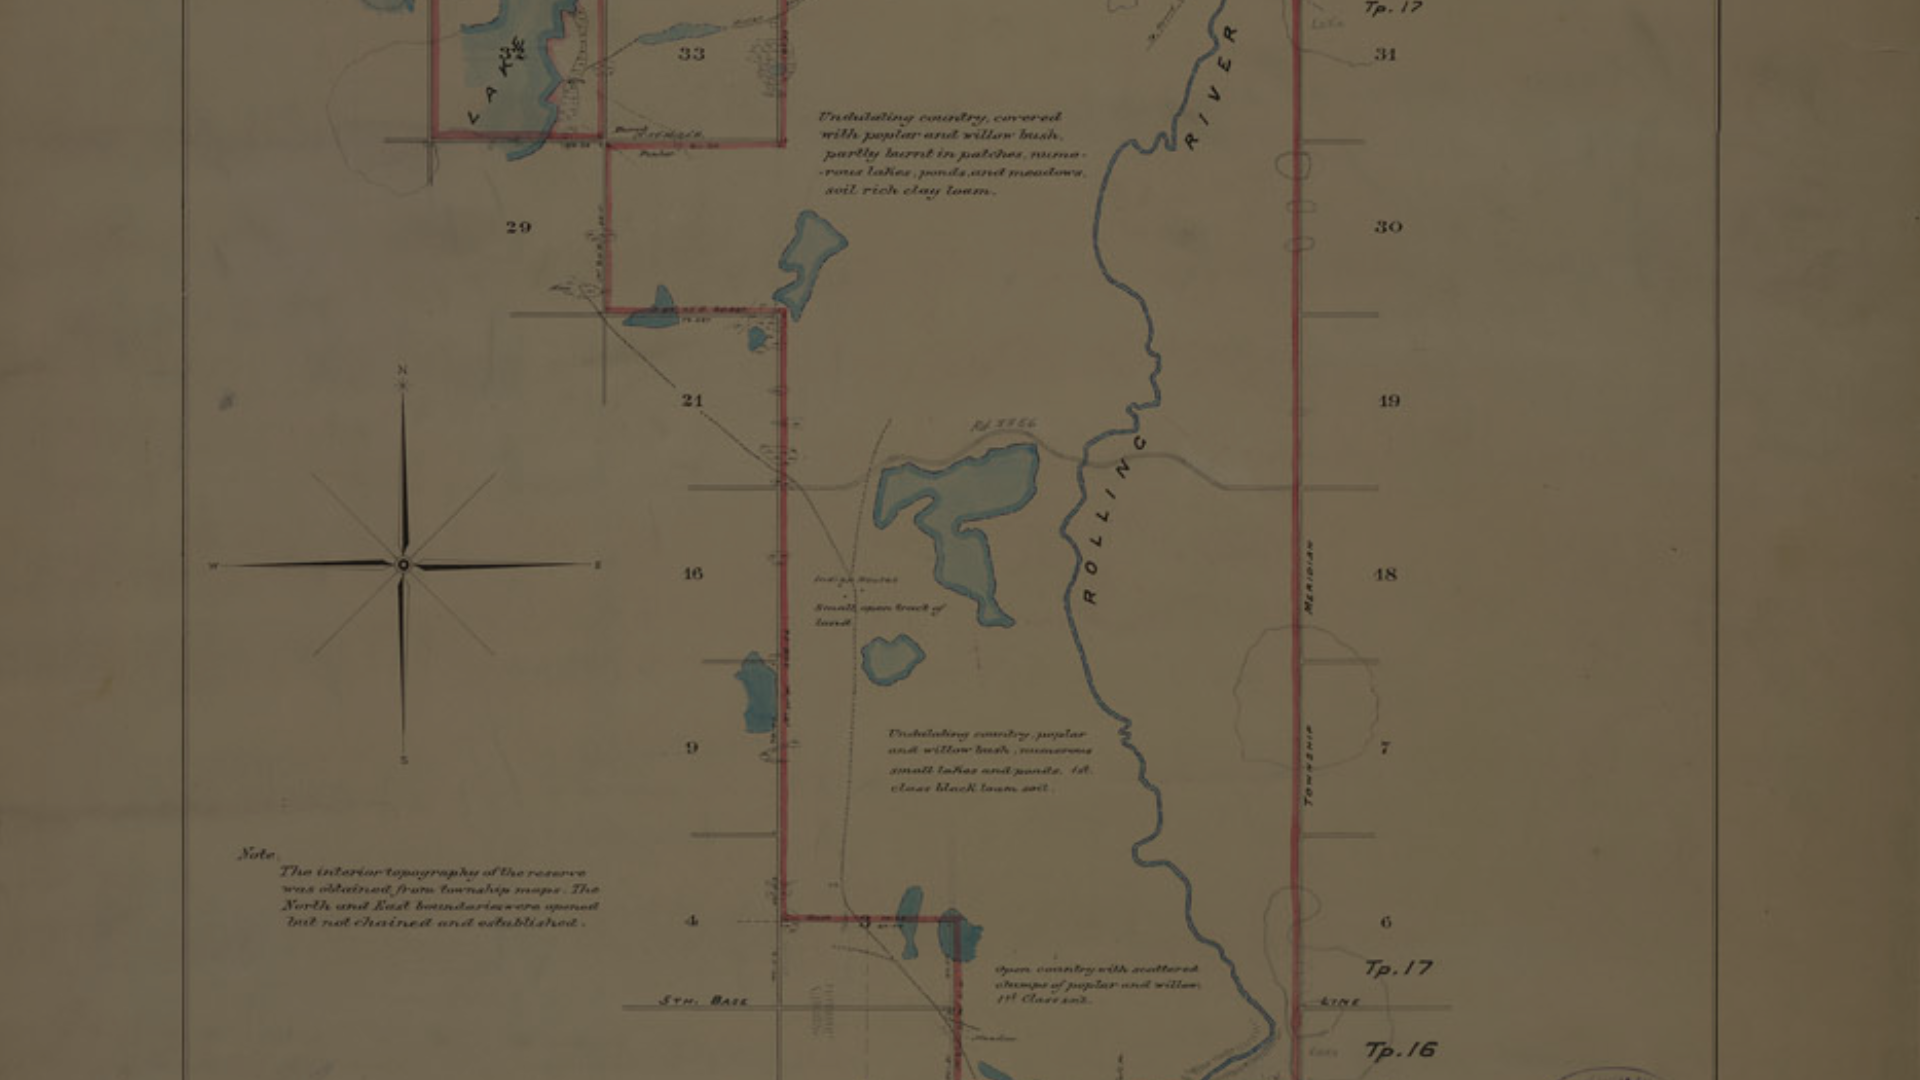 Tp. 17
RIVER
33
31
LAKE
THE
Undulating country, covered
with poplar and willow bush,
partly burnt in patches, nume-
-rous lakes, ponds, and meadows,
soil rich clay loam.
29
30
N
21
19
Rd. 3356
ROLLING
W
E
16
18
Indian Houses
Small open tract of
land
MERIDIAN
S
9
7
TOWNSHIP
Undulating country, poplar
and willow bush, numerous
small lakes and ponds. 1st.
class black loam soil.
Note.
The interior topography of the reserve
was obtained from township maps. The
North and East boundaries were opened
but not chained and established.
4
3
6
Tp. 17
Open country with scattered
clumps of poplar and willow,
1st Class soil.
5TH. BASE
LINE
Tp. 16